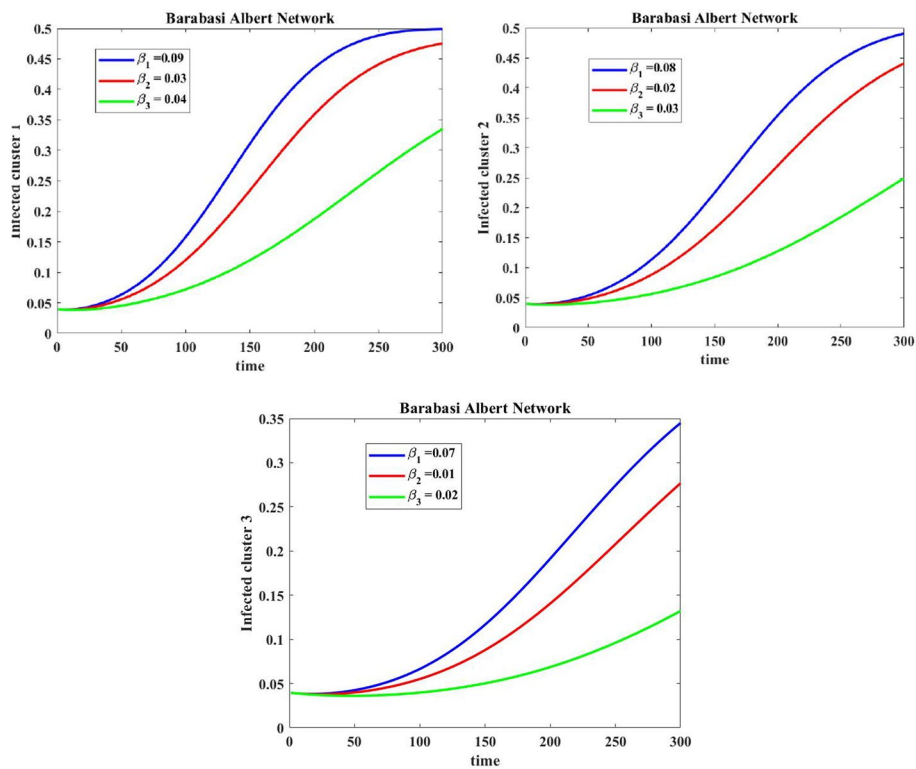 Barabasi Albert Network
0.5
0.45
0.4
0.35
0.3
0.25
0.2
0.15
0.1
0.05
0
β1 =0.09
β2 = 0.03
β3 = 0.04
Infected cluster 1
0 50 100 150 200 250 300
time
Barabasi Albert Network
0.5
0.45
0.4
0.35
0.3
0.25
0.2
0.15
0.1
0.05
0
β1 =0.08
β2 =0.02
β3 = 0.03
Infected cluster 2
0 50 100 150 200 250 300
time
Barabasi Albert Network
0.35
0.3
0.25
0.2
0.15
0.1
0.05
0
β1 =0.07
β2 =0.01
β3 = 0.02
Infected cluster 3
0 50 100 150 200 250 300
time